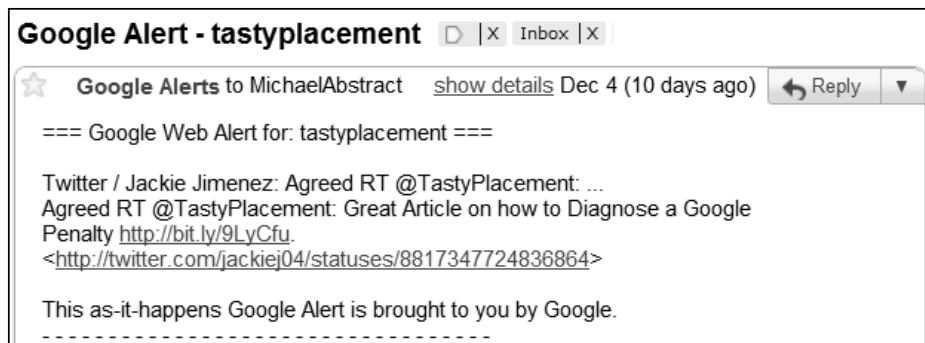 Google Alert - tastyplacement | X Inbox | X
Google Alerts to MichaelAbstract show details Dec 4 (10 days ago) Reply
=== Google Web Alert for: tastyplacement ===
Twitter / Jackie Jimenez: Agreed RT @TastyPlacement: ...
Agreed RT @TastyPlacement: Great Article on how to Diagnose a Google
Penalty http://bit.ly/9LyCfu.
<http://twitter.com/jackiej04/statuses/8817347724836864>
This as-it-happens Google Alert is brought to you by Google.
- - - - - - - - - - - - - - - - - - - - - - - - - - - - - - - - - -